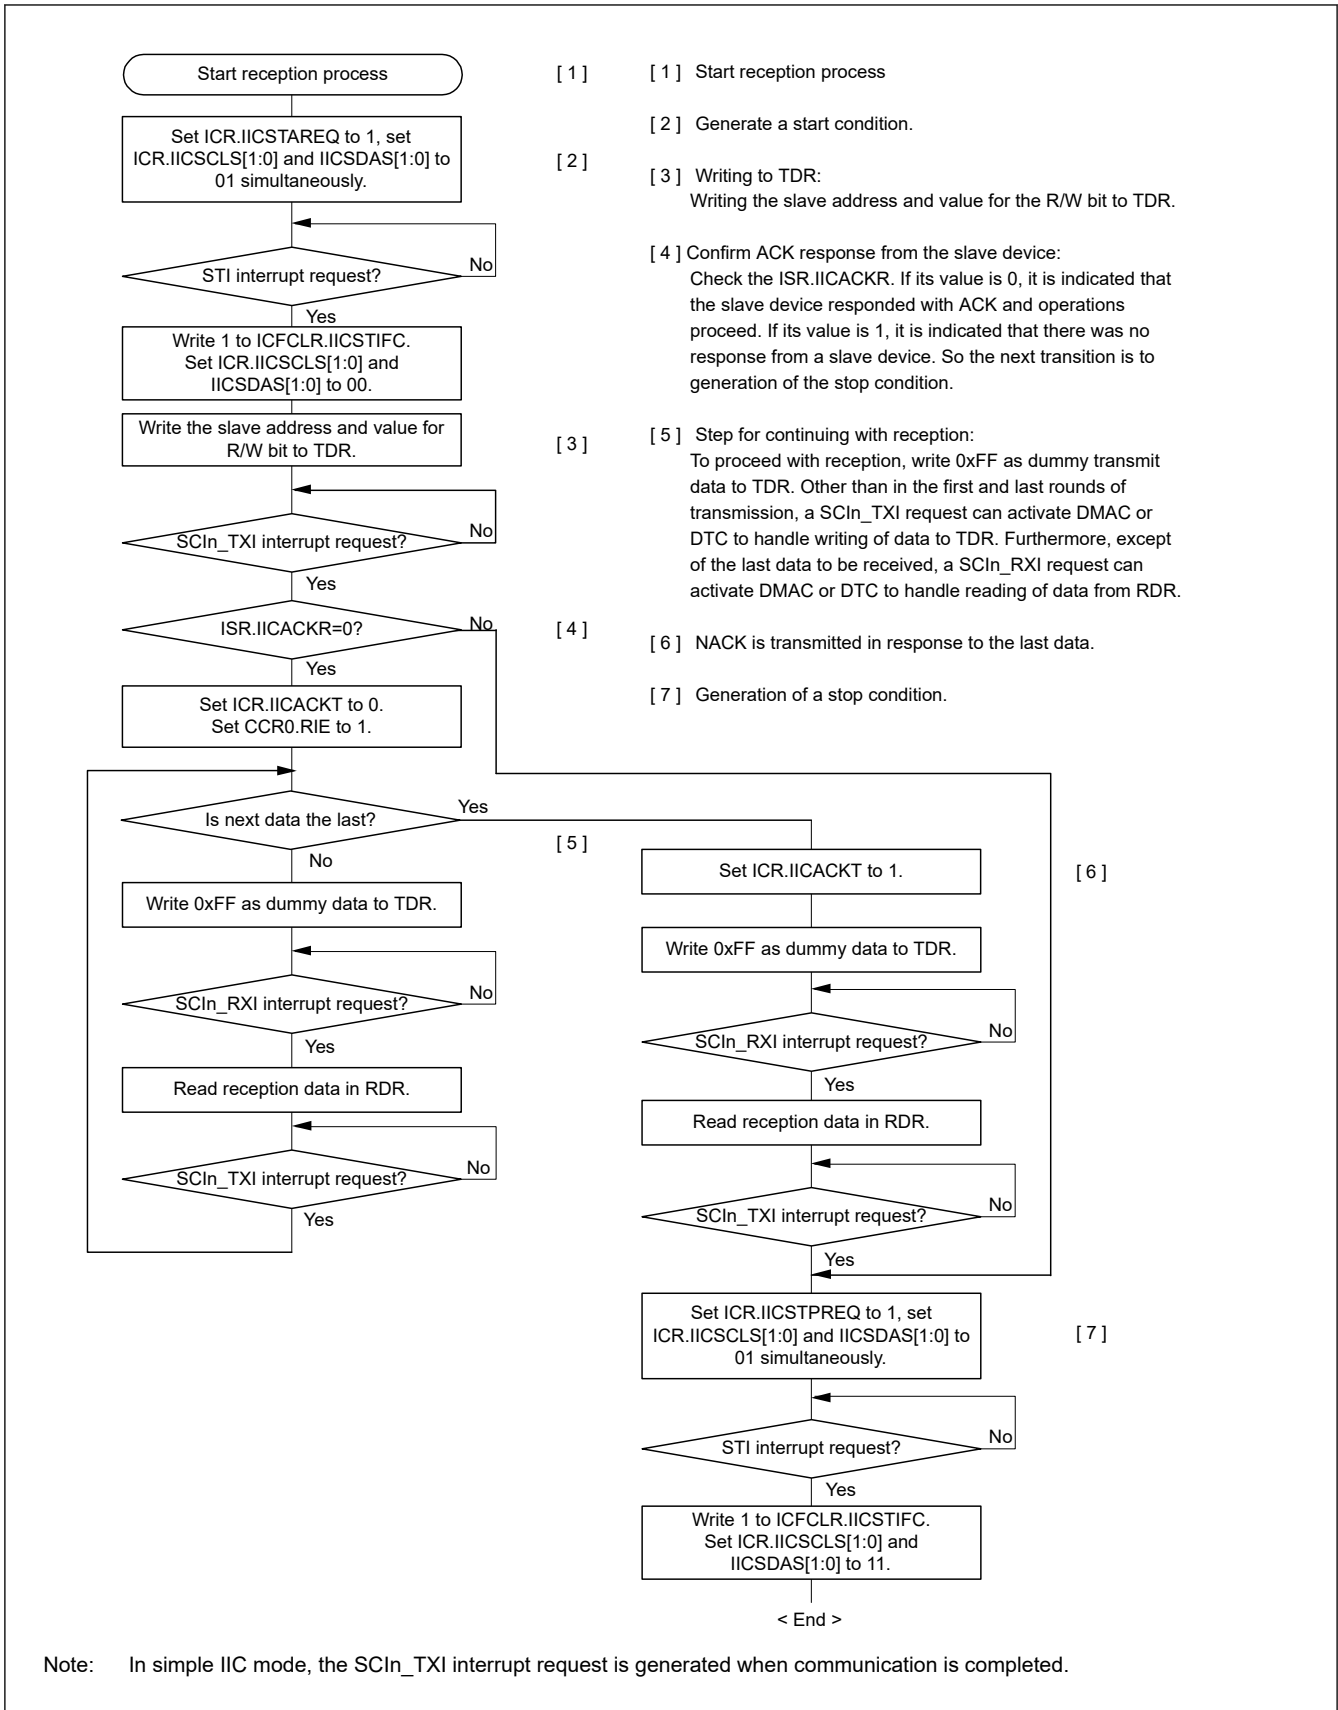 Start reception process
[ 1 ]
Set ICR.IICSTAREQ to 1, set
ICR.IICSCLS[1:0] and IICSDAS[1:0] to
01 simultaneously.
[ 2 ]
STI interrupt request?
No
Yes
Write 1 to ICFCLR.IICSTIFC.
Set ICR.IICSCLS[1:0] and
IICSDAS[1:0] to 00.
Write the slave address and value for
R/W bit to TDR.
[ 3 ]
SCIn_TXI interrupt request?
No
Yes
ISR.IICACKR=0?
No
[ 4 ]
Yes
Set ICR.IICACKT to 0.
Set CCR0.RIE to 1.
Is next data the last?
Yes
[ 5 ]
No
Write 0xFF as dummy data to TDR.
SCIn_RXI interrupt request?
No
Yes
Read reception data in RDR.
SCIn_TXI interrupt request?
No
Yes
[ 1 ] Start reception process
[ 2 ] Generate a start condition.
[ 3 ] Writing to TDR:
Writing the slave address and value for the R/W bit to TDR.
[ 4 ] Confirm ACK response from the slave device:
Check the ISR.IICACKR. If its value is 0, it is indicated that
the slave device responded with ACK and operations
proceed. If its value is 1, it is indicated that there was no
response from a slave device. So the next transition is to
generation of the stop condition.
[ 5 ] Step for continuing with reception:
To proceed with reception, write 0xFF as dummy transmit
data to TDR. Other than in the first and last rounds of
transmission, a SCIn_TXI request can activate DMAC or
DTC to handle writing of data to TDR. Furthermore, except
of the last data to be received, a SCIn_RXI request can
activate DMAC or DTC to handle reading of data from RDR.
[ 6 ] NACK is transmitted in response to the last data.
[ 7 ] Generation of a stop condition.
Set ICR.IICACKT to 1.
[ 6 ]
Write 0xFF as dummy data to TDR.
SCIn_RXI interrupt request?
No
Yes
Read reception data in RDR.
SCIn_TXI interrupt request?
No
Yes
Set ICR.IICSTPREQ to 1, set
ICR.IICSCLS[1:0] and IICSDAS[1:0] to
01 simultaneously.
[ 7 ]
STI interrupt request?
No
Yes
Write 1 to ICFCLR.IICSTIFC.
Set ICR.IICSCLS[1:0] and
IICSDAS[1:0] to 11.
< End >
Note: In simple IIC mode, the SCIn_TXI interrupt request is generated when communication is completed.